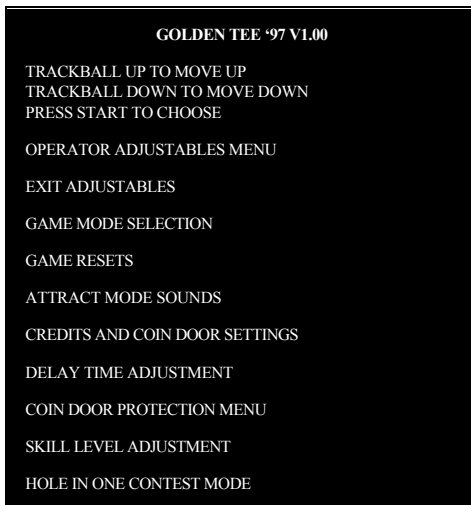 GOLDEN TEE ‘97 V1.00
TRACKBALL UP TO MOVE UP
TRACKBALL DOWN TO MOVE DOWN
PRESS START TO CHOOSE
OPERATOR ADJUSTABLES MENU
EXIT ADJUSTABLES
GAME MODE SELECTION
GAME RESETS
ATTRACT MODE SOUNDS
CREDITS AND COIN DOOR SETTINGS
DELAY TIME ADJUSTMENT
COIN DOOR PROTECTION MENU
SKILL LEVEL ADJUSTMENT
HOLE IN ONE CONTEST MODE